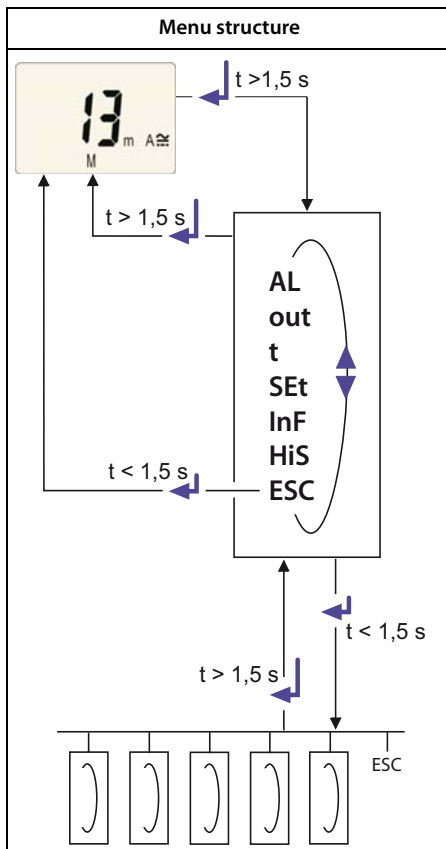 Menu structure
t >1,5 s
13 m A≅
M
t > 1,5 s
AL
out
t
SEt
InF
HiS
ESC
t < 1,5 s
t < 1,5 s
t > 1,5 s
ESC